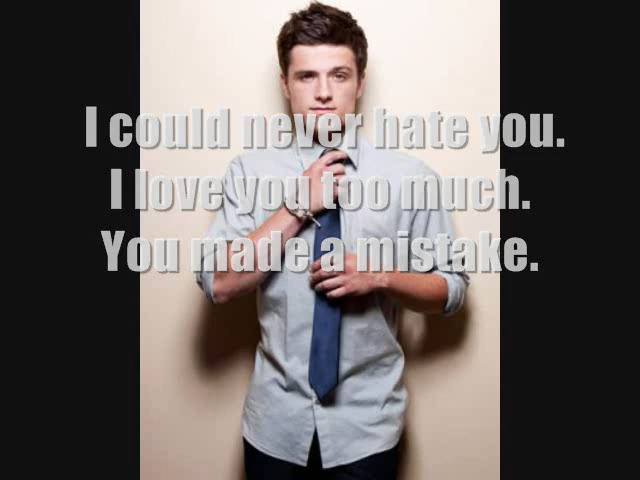 I could never hate you.
I love you too much.
You made a mistake.